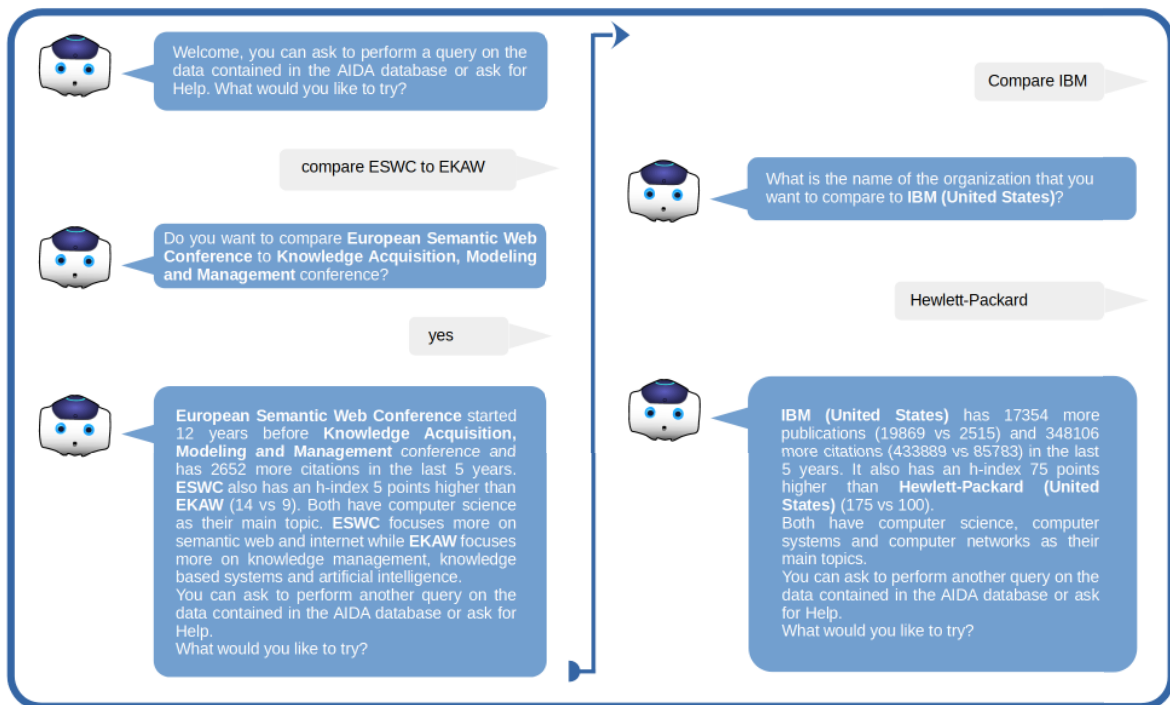 Welcome, you can ask to perform a query on the
data contained in the AIDA database or ask for
Help. What would you like to try?
compare ESWC to EKAW
Do you want to compare European Semantic Web
Conference to Knowledge Acquisition, Modeling
and Management conference?
yes
European Semantic Web Conference started
12 years before Knowledge Acquisition,
Modeling and Management conference and
has 2652 more citations in the last 5 years.
ESWC also has an h-index 5 points higher than
EKAW (14 vs 9). Both have computer science
as their main topic. ESWC focuses more on
semantic web and internet while EKAW focuses
more on knowledge management, knowledge
based systems and artificial intelligence.
You can ask to perform another query on the
data contained in the AIDA database or ask for
Help.
What would you like to try?
Compare IBM
What is the name of the organization that you
want to compare to IBM (United States)?
Hewlett-Packard
IBM (United States) has 17354 more
publications (19869 vs 2515) and 348106
more citations (433889 vs 85783) in the last
5 years. It also has an h-index 75 points
higher than Hewlett-Packard (United
States) (175 vs 100).
Both have computer science, computer
systems and computer networks as their
main topics.
You can ask to perform another query on the
data contained in the AIDA database or ask
for Help.
What would you like to try?